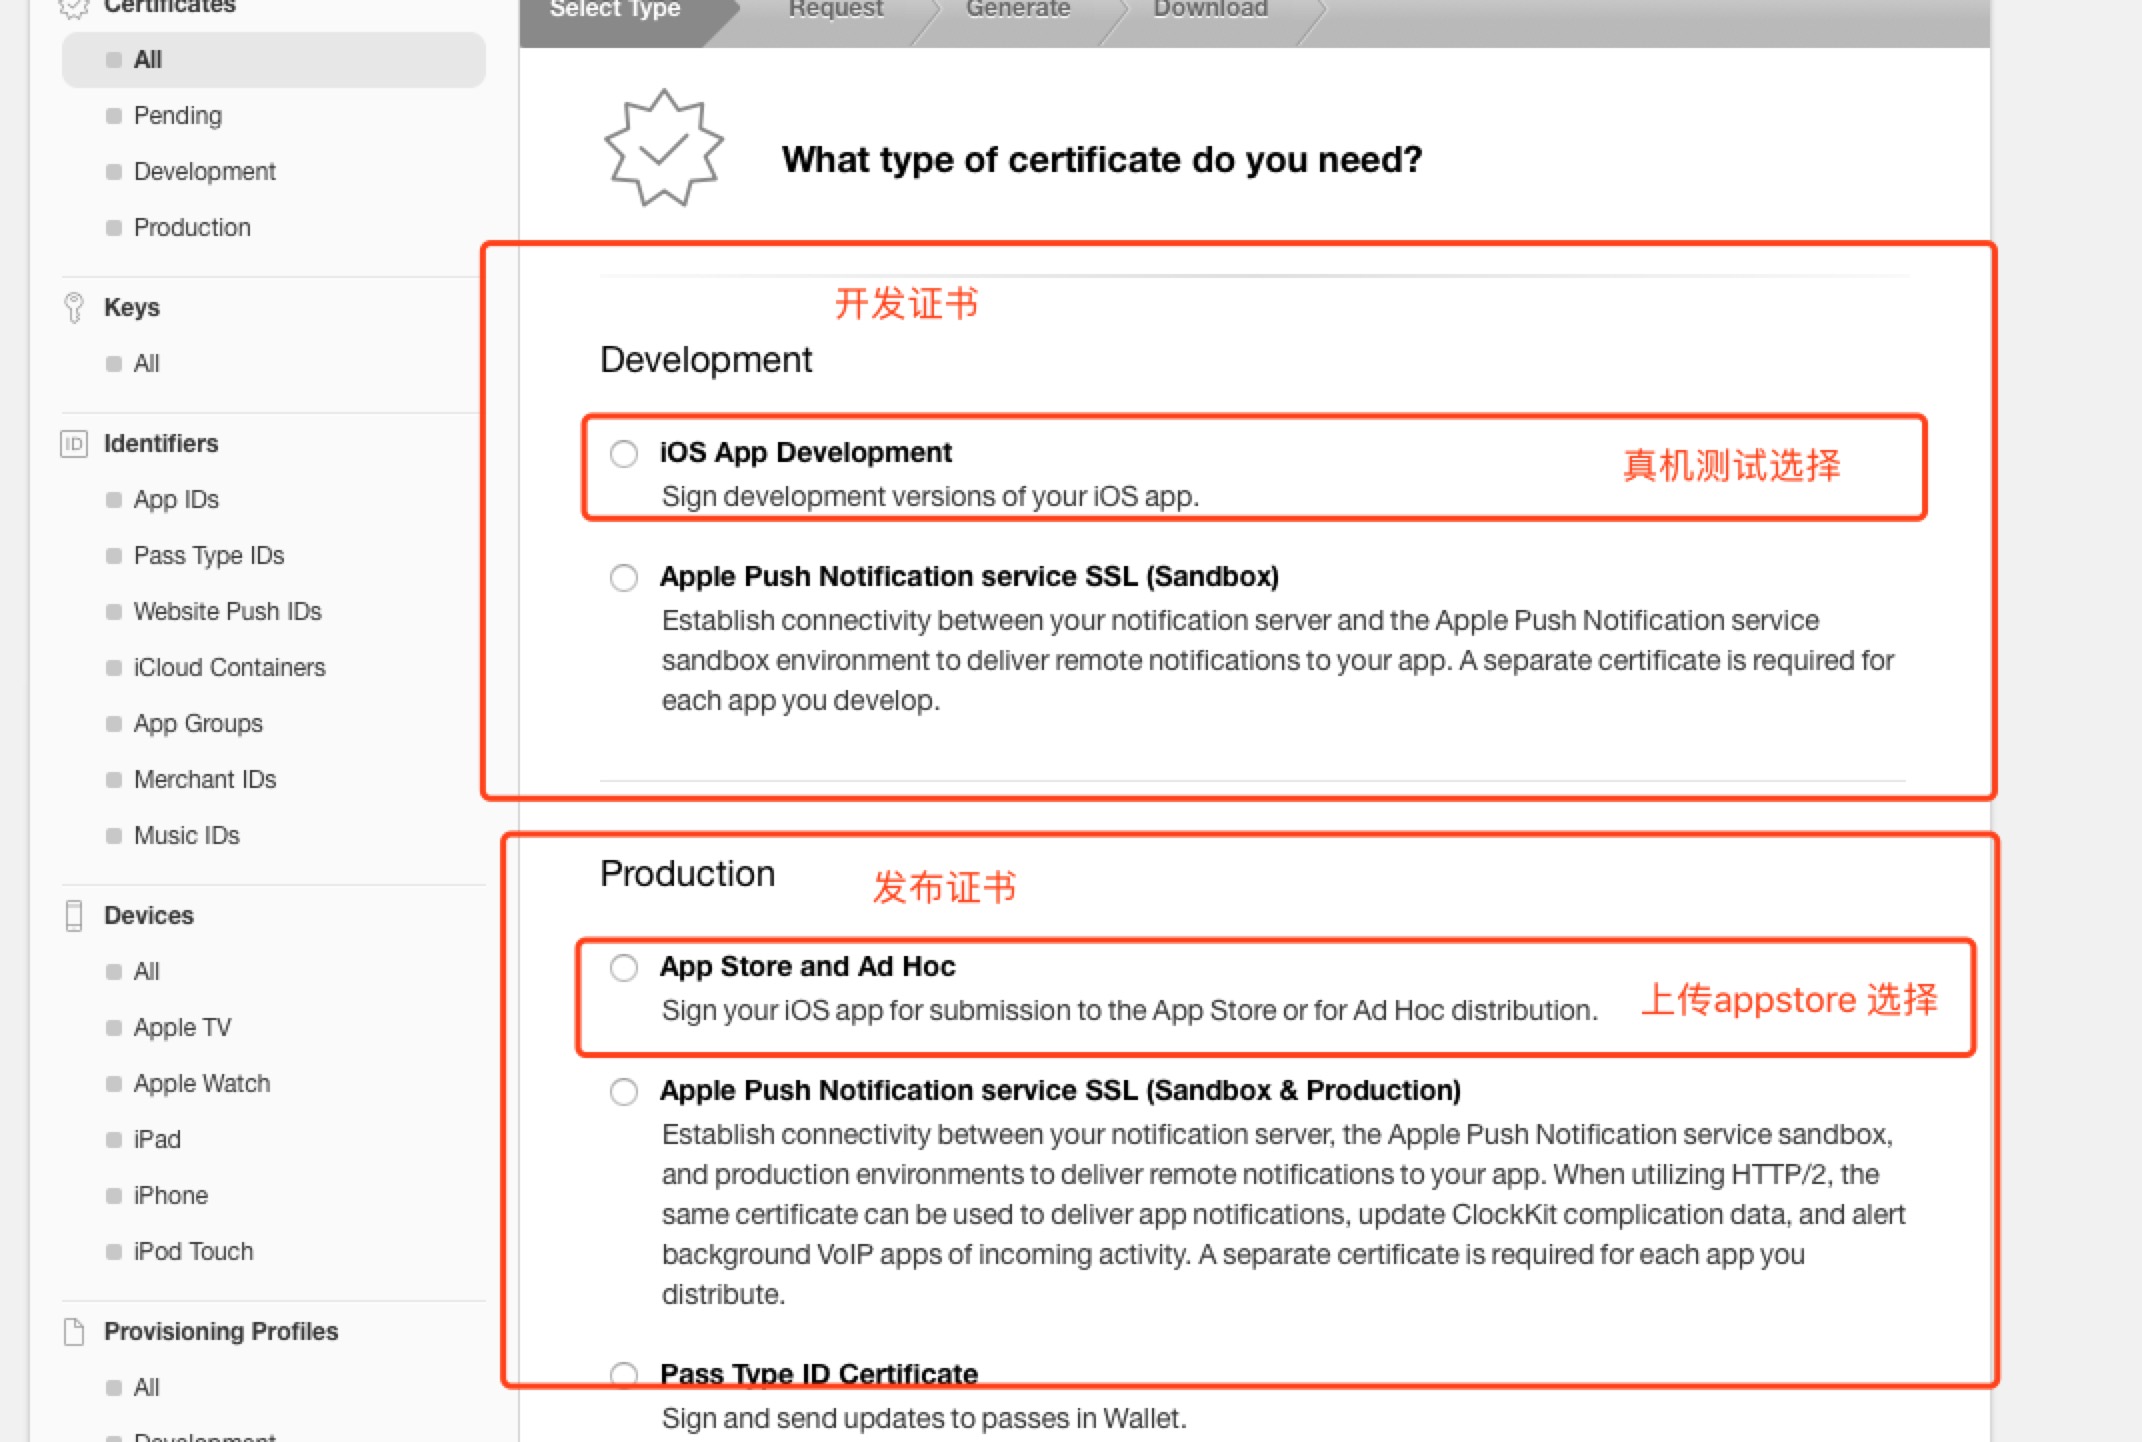 Certificates
All
Pending
Development
Production
Keys
All
Identifiers
App IDs
Pass Type IDs
Website Push IDs
iCloud Containers
App Groups
Merchant IDs
Music IDs
Devices
All
Apple TV
Apple Watch
iPad
iPhone
iPod Touch
Provisioning Profiles
All
Development
Select Type
Request
Generate
Download
What type of certificate do you need?
开发证书
Development
iOS App Development
Sign development versions of your iOS app.
真机测试选择
Apple Push Notification service SSL (Sandbox)
Establish connectivity between your notification server and the Apple Push Notification service
sandbox environment to deliver remote notifications to your app. A separate certificate is required for
each app you develop.
Production
发布证书
App Store and Ad Hoc
Sign your iOS app for submission to the App Store or for Ad Hoc distribution.
上传appstore 选择
Apple Push Notification service SSL (Sandbox & Production)
Establish connectivity between your notification server, the Apple Push Notification service sandbox,
and production environments to deliver remote notifications to your app. When utilizing HTTP/2, the
same certificate can be used to deliver app notifications, update ClockKit complication data, and alert
background VoIP apps of incoming activity. A separate certificate is required for each app you
distribute.
Pass Type ID Certificate
Sign and send updates to passes in Wallet.